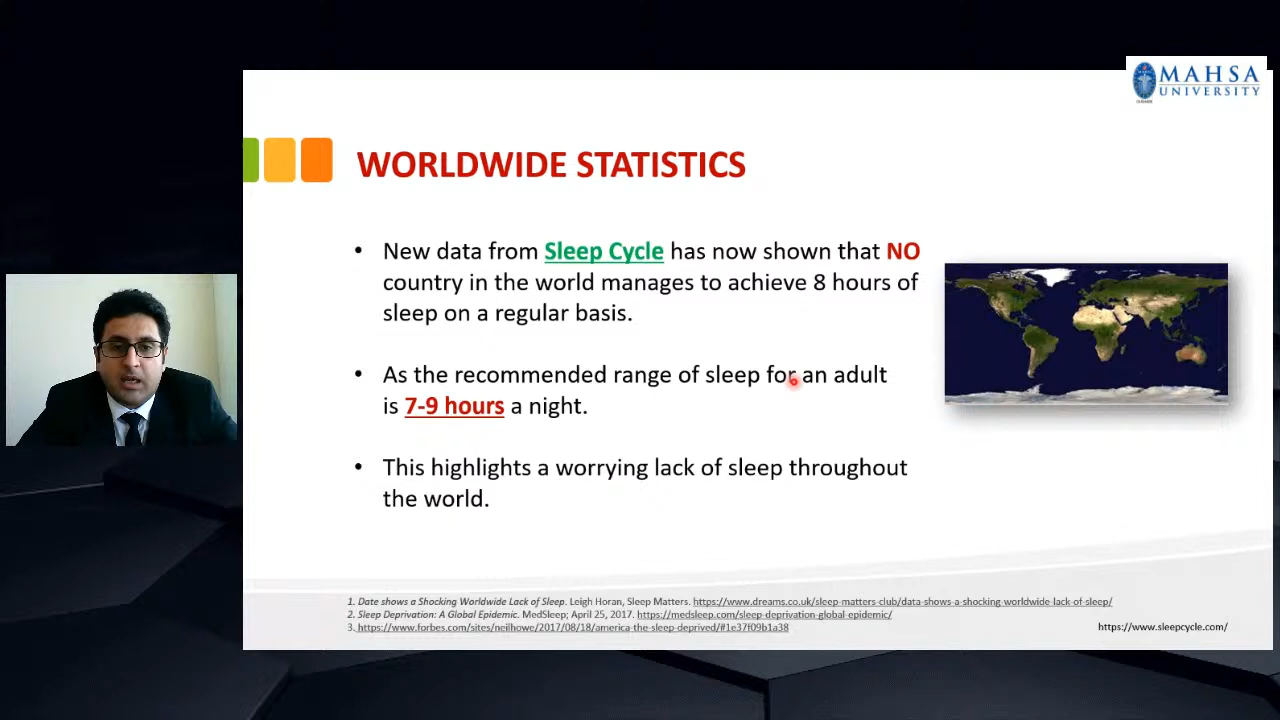 MAHSA
UNIVERSITY
WORLDWIDE STATISTICS
• New data from Sleep Cycle has now shown that NO
country in the world manages to achieve 8 hours of
sleep on a regular basis.
• As the recommended range of sleep for an adult
is 7-9 hours a night.
• This highlights a worrying lack of sleep throughout
the world.
1. Date shows a Shocking Worldwide Lack of Sleep. Leigh Horan, Sleep Matters. https://www.dreams.co.uk/sleep-matters-club/data-shows-a-shocking-worldwide-lack-of-sleep/
2. Sleep Deprivation: A Global Epidemic. MedSleep; April 25, 2017. https://medsleep.com/sleep-deprivation-global-epidemic/
3. https://www.forbes.com/sites/neilhowe/2017/08/18/america-the-sleep-deprived/#1e37f09b1a38
https://www.sleepcycle.com/